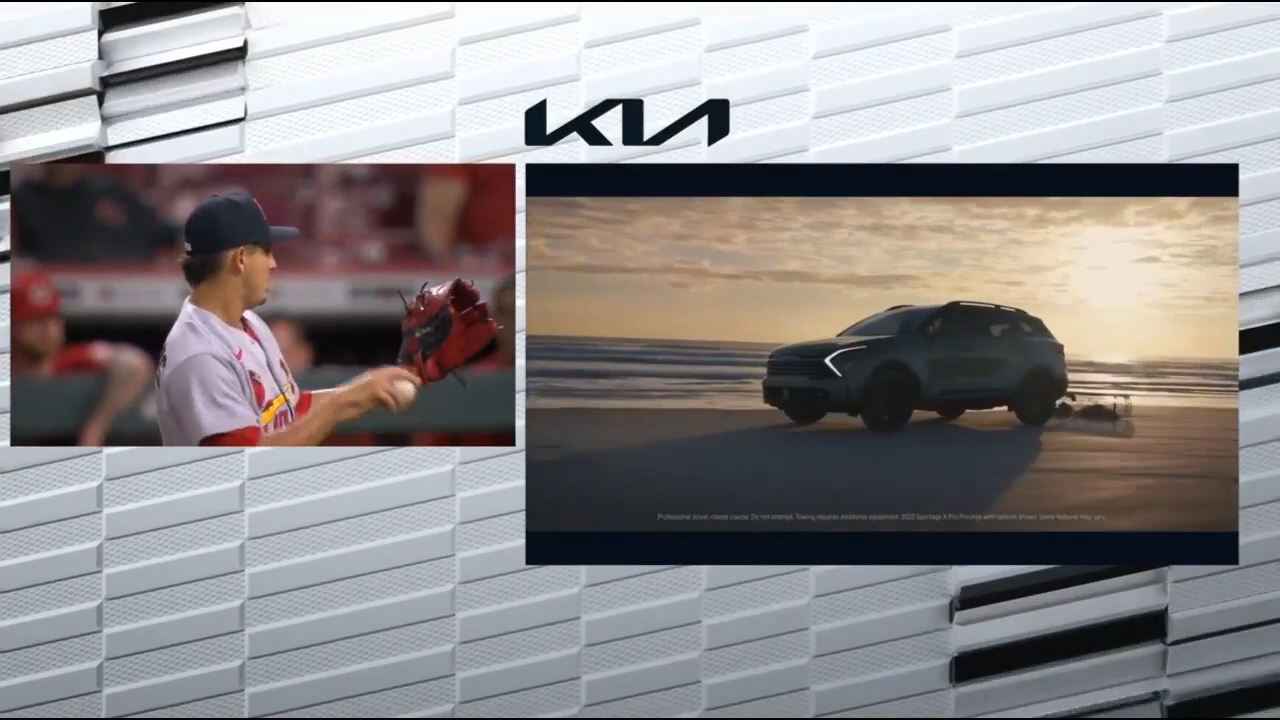 KIA
Professional driver, closed course. Do not attempt. Towing requires additional equipment. 2023 Sportage X-Pro Prestige with options shown. Some features may vary.